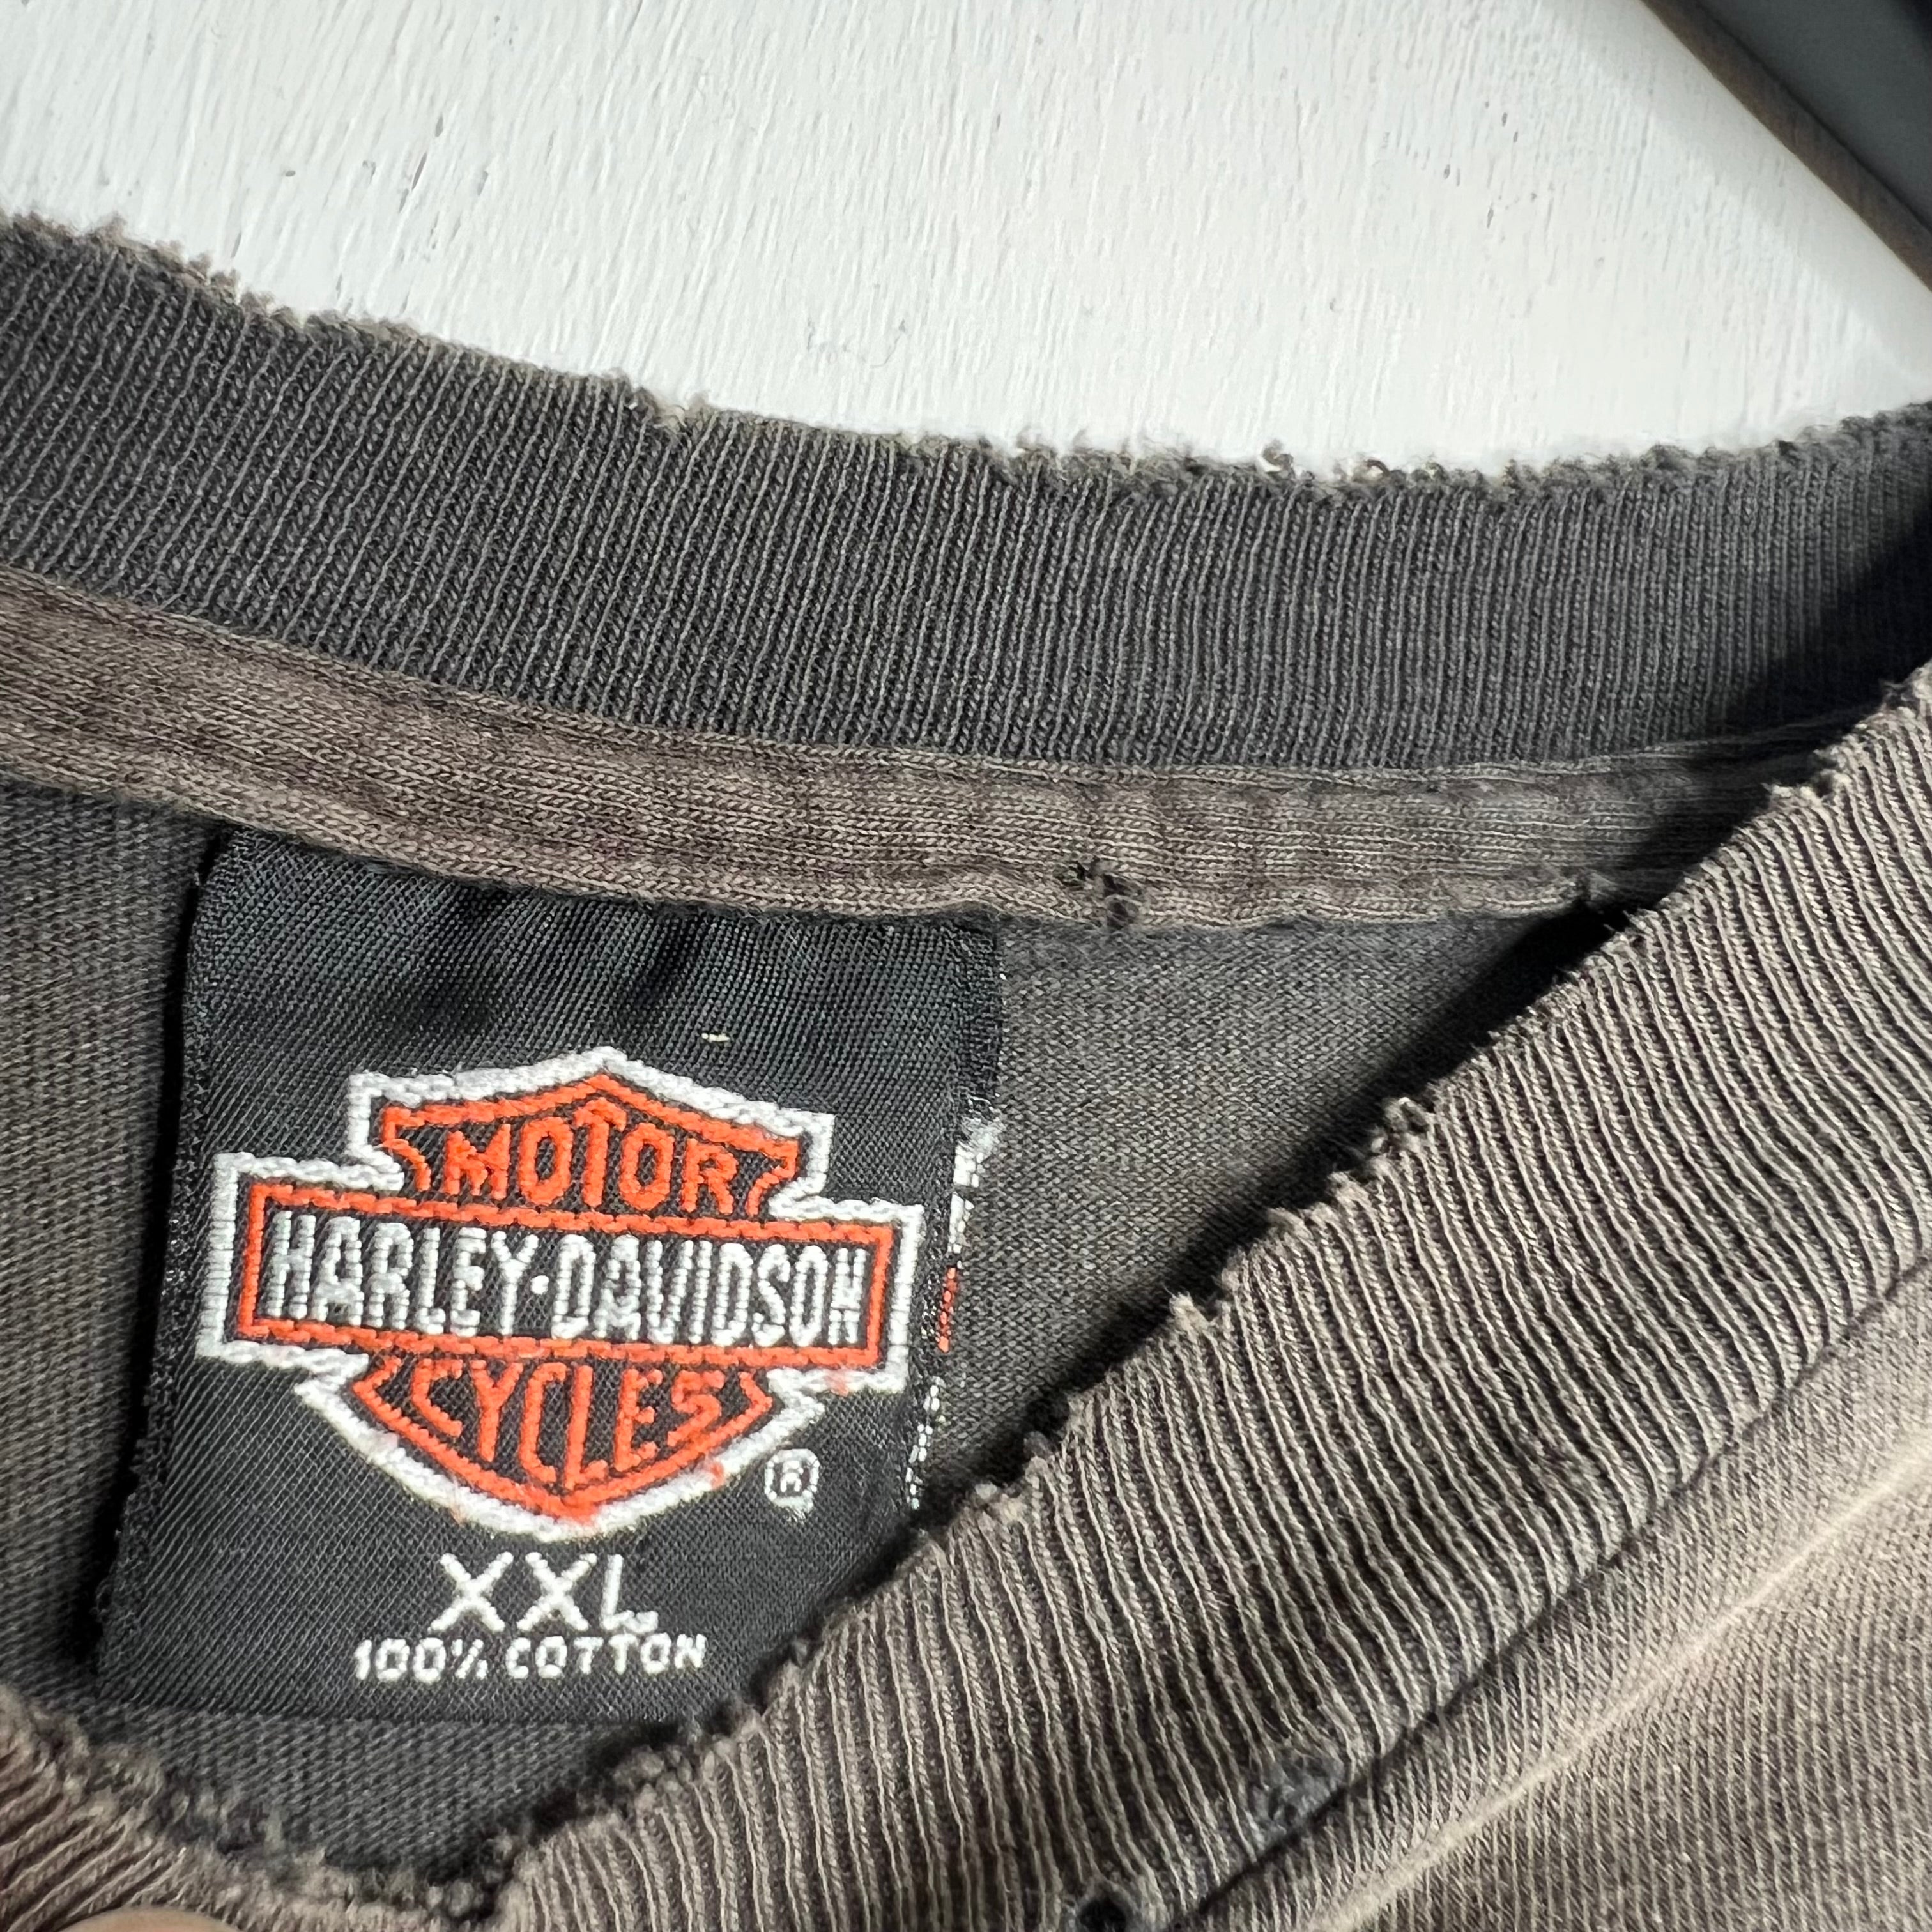 MOTOR
HARLEY-DAVIDSON
CYCLES
®
XXL
100% COTTON